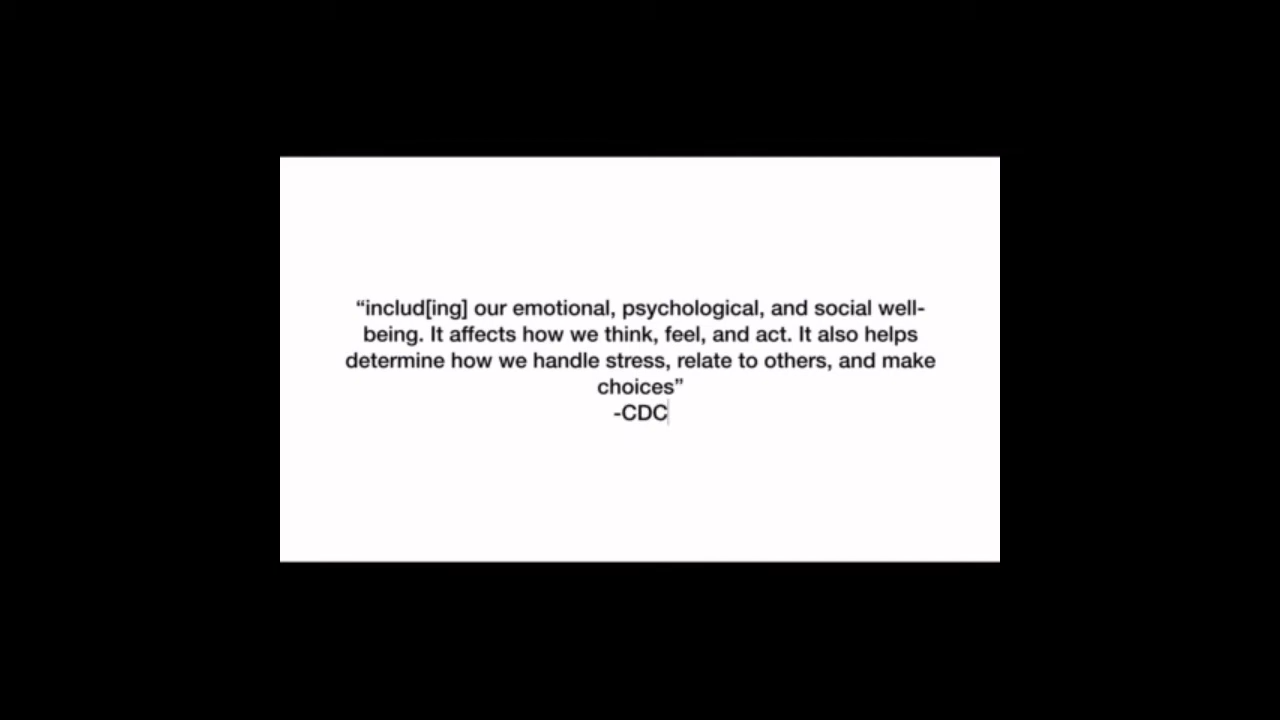 “includ[ing] our emotional, psychological, and social well-
being. It affects how we think, feel, and act. It also helps
determine how we handle stress, relate to others, and make
choices”
-CDC